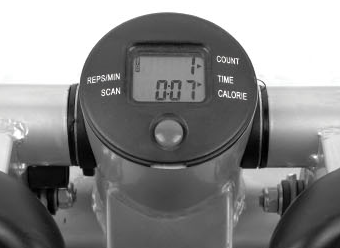 1 COUNT
REPS/MIN TIME
0:07
SCAN CALORIE